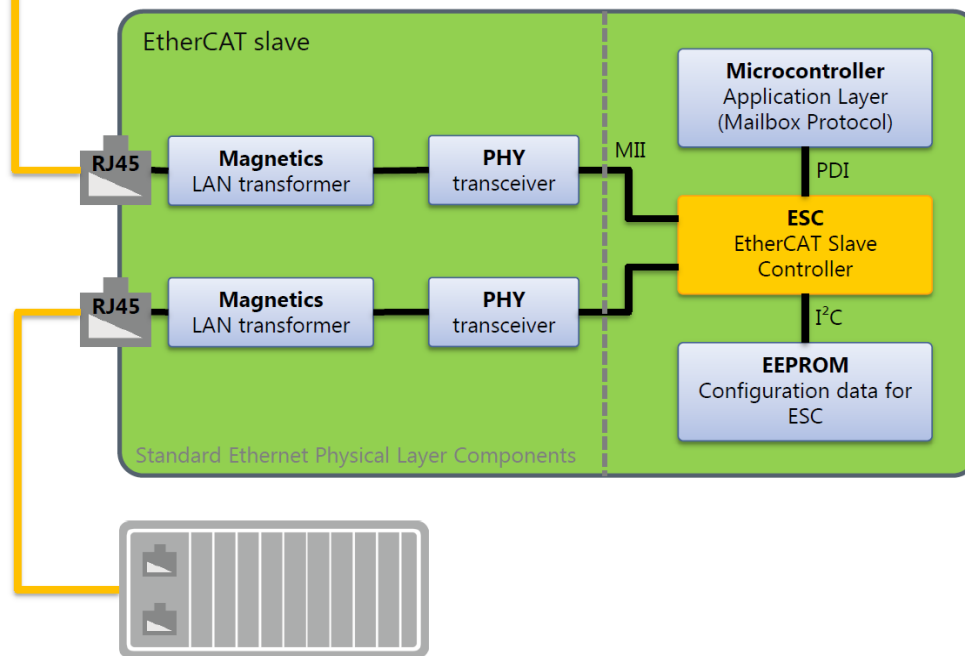 EtherCAT slave
Microcontroller
Application Layer
(Mailbox Protocol)
RJ45
Magnetics
LAN transformer
PHY
transceiver
MII
PDI
ESC
EtherCAT Slave
Controller
RJ45
Magnetics
LAN transformer
PHY
transceiver
I²C
EEPROM
Configuration data for
ESC
Standard Ethernet Physical Layer Components